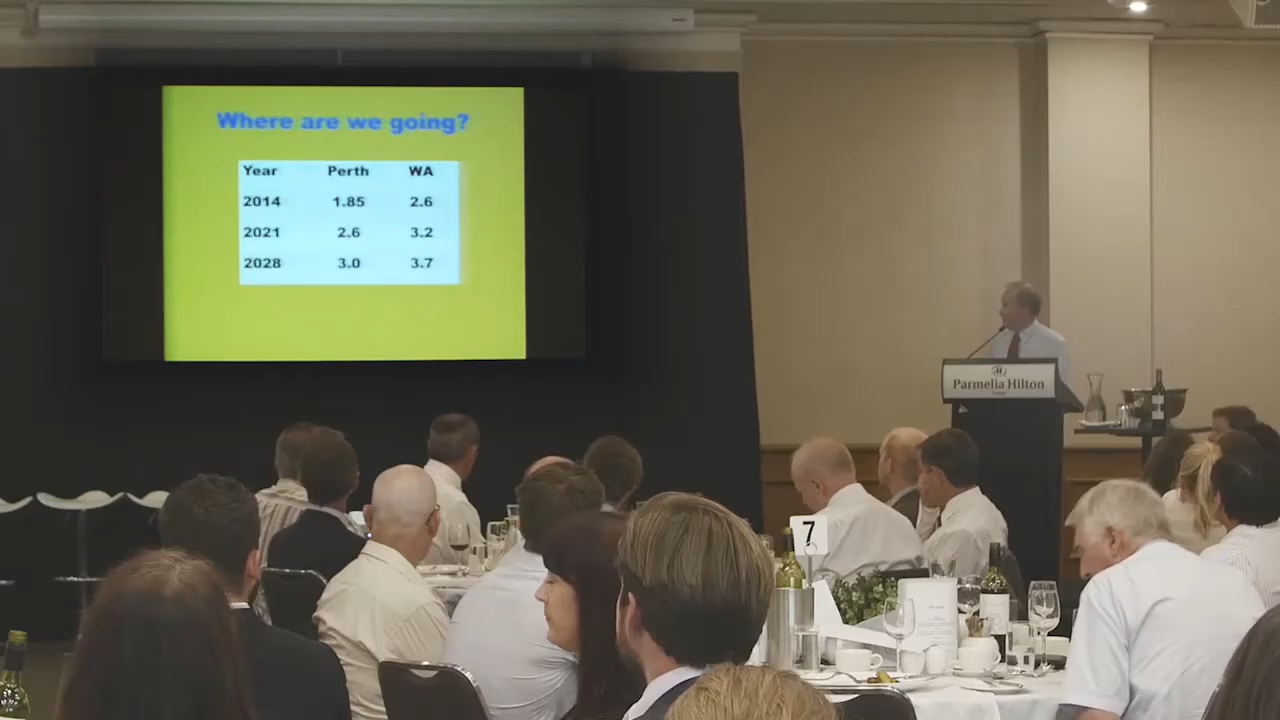 Where are we going?
Year Perth WA
2014 1.85 2.6
2021 2.6 3.2
2028 3.0 3.7
Parmelia Hilton
7